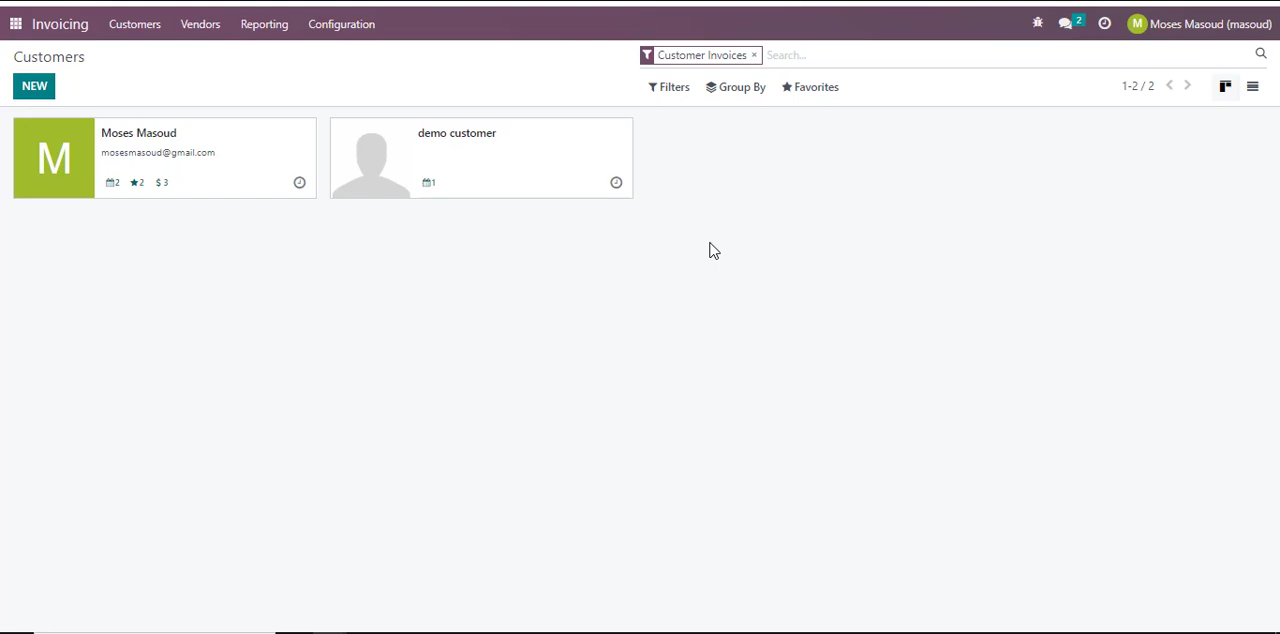 Invoicing Customers Vendors Reporting Configuration 2 M Moses Masoud (masoud)
Customers
Customer Invoices × Search...
NEW
Filters Group By Favorites 1-2 / 2
M
Moses Masoud
mosesmasoud@gmail.com
2 2 $ 3
demo customer
1